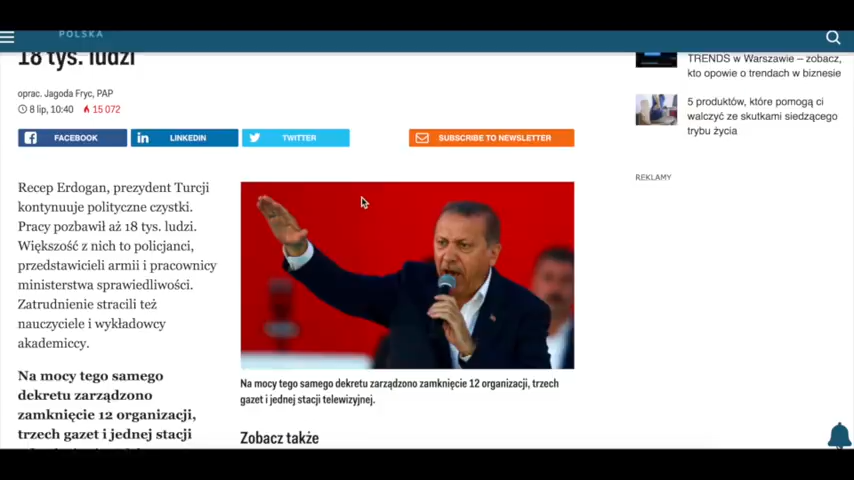 POLSKA
18 tys. ludzi
oprac. Jagoda Fryc, PAP
8 lip, 10:40 15 072
FACEBOOK
LINKEDIN
TWITTER
SUBSCRIBE TO NEWSLETTER
Recep Erdogan, prezydent Turcji
kontynuuje polityczne czystki.
Pracy pozbawił aż 18 tys. ludzi.
Większość z nich to policjanci,
przedstawicieli armii i pracownicy
ministerstwa sprawiedliwości.
Zatrudnienie stracili też
nauczyciele i wykładowcy
akademiccy.
Na mocy tego samego
dekretu zarządzono
zamknięcie 12 organizacji,
trzech gazet i jednej stacji
Na mocy tego samego dekretu zarządzono zamknięcie 12 organizacji, trzech
gazet i jednej stacji telewizyjnej.
Zobacz także
TRENDS w Warszawie – zobacz,
kto opowie o trendach w biznesie
5 produktów, które pomogą ci
walczyć ze skutkami siedzącego
trybu życia
REKLAMY